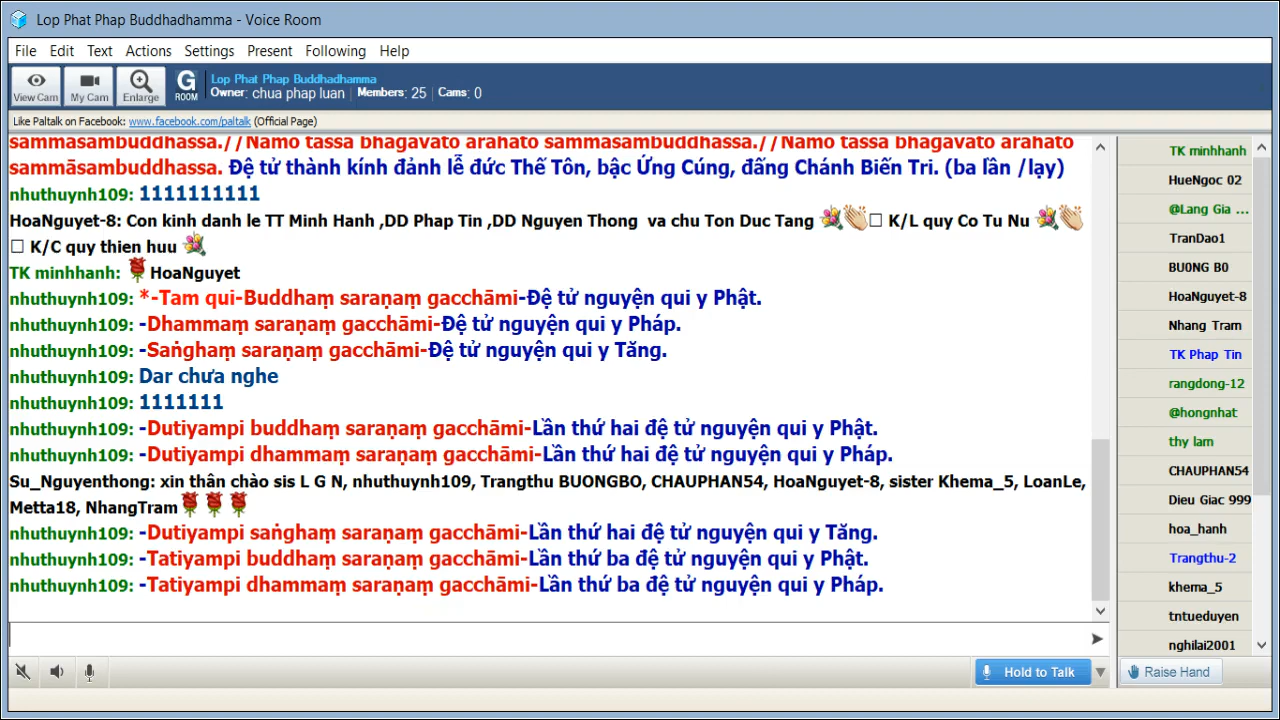 Lop Phat Phap Buddhadhamma - Voice Room
File Edit Text Actions Settings Present Following Help
View Cam My Cam Enlarge G ROOM
Lop Phat Phap Buddhadhamma
Owner: chua phap luan Members: 25 Cams: 0
Like Paltalk on Facebook: www.facebook.com/paltalk (Official Page)
sammāsambuddhassa.//Namo tassa bhagavato arahato sammāsambuddhassa.//Namo tassa bhagavato arahato
sammāsambuddhassa. Đệ tử thành kính đảnh lễ đức Thế Tôn, bậc Ứng Cúng, đấng Chánh Biến Tri. (ba lần /lạy)
nhuthuynh109: 1111111111
HoaNguyet-8: Con kinh danh le TT Minh Hanh ,DD Phap Tin ,DD Nguyen Thong va chu Ton Duc Tang K/L quy Co Tu Nu
K/C quy thien huu
TK minhhanh: HoaNguyet
nhuthuynh109: *-Tam qui-Buddhaṃ saraṇaṃ gacchāmi-Đệ tử nguyện qui y Phật.
nhuthuynh109: -Dhammaṃ saraṇaṃ gacchāmi-Đệ tử nguyện qui y Pháp.
nhuthuynh109: -Saṅghaṃ saraṇaṃ gacchāmi-Đệ tử nguyện qui y Tăng.
nhuthuynh109: Dar chưa nghe
nhuthuynh109: 1111111
nhuthuynh109: -Dutiyampi buddhaṃ saraṇaṃ gacchāmi-Lần thứ hai đệ tử nguyện qui y Phật.
nhuthuynh109: -Dutiyampi dhammaṃ saraṇaṃ gacchāmi-Lần thứ hai đệ tử nguyện qui y Pháp.
Su_Nguyenthong: xin thân chào sis L G N, nhuthuynh109, Trangthu BUONGBO, CHAUPHAN54, HoaNguyet-8, sister Khema_5, LoanLe,
Metta18, NhangTram
nhuthuynh109: -Dutiyampi saṅghaṃ saraṇaṃ gacchāmi-Lần thứ hai đệ tử nguyện qui y Tăng.
nhuthuynh109: -Tatiyampi buddhaṃ saraṇaṃ gacchāmi-Lần thứ ba đệ tử nguyện qui y Phật.
nhuthuynh109: -Tatiyampi dhammaṃ saraṇaṃ gacchāmi-Lần thứ ba đệ tử nguyện qui y Pháp.
Hold to Talk
TK minhhanh
HueNgoc 02
@Lang Gia ...
TranDao1
BU0NG B0
HoaNguyet-8
Nhang Tram
TK Phap Tin
rangdong-12
@hongnhat
thy lam
CHAUPHAN54
Dieu Giac 999
hoa_hanh
Trangthu-2
khema_5
tntueduyen
nghilai2001
Raise Hand